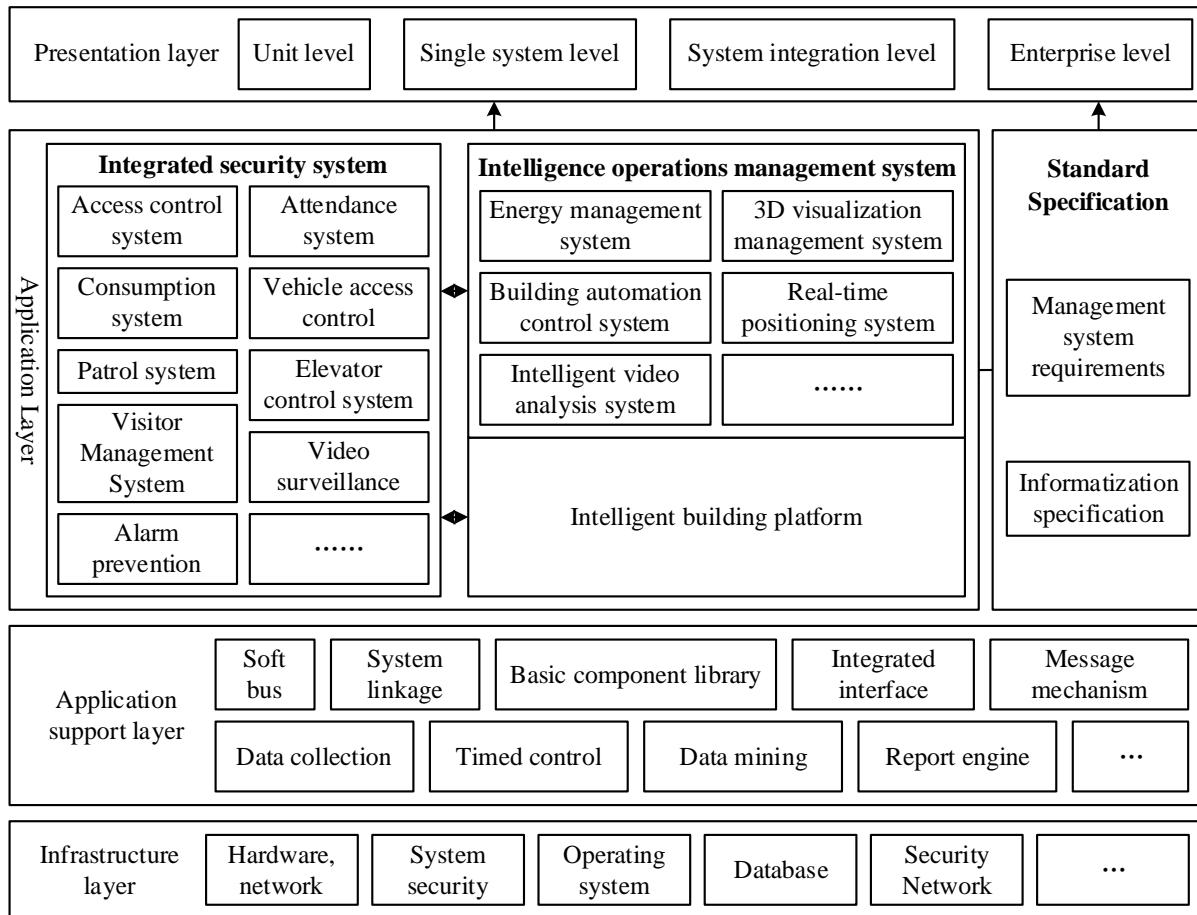 Presentation layer
Unit level
Single system level
System integration level
Enterprise level
Application Layer
Integrated security system
Access control
system
Attendance
system
Consumption
system
Vehicle access
control
Patrol system
Elevator
control system
Visitor
Management
System
Video
surveillance
Alarm
prevention
……
Intelligence operations management system
Energy management
system
3D visualization
management system
Building automation
control system
Real-time
positioning system
Intelligent video
analysis system
……
Intelligent building platform
Standard
Specification
Management
system
requirements
Informatization
specification
Application
support layer
Soft
bus
System
linkage
Basic component library
Integrated
interface
Message
mechanism
Data collection
Timed control
Data mining
Report engine
…
Infrastructure
layer
Hardware,
network
System
security
Operating
system
Database
Security
Network
…